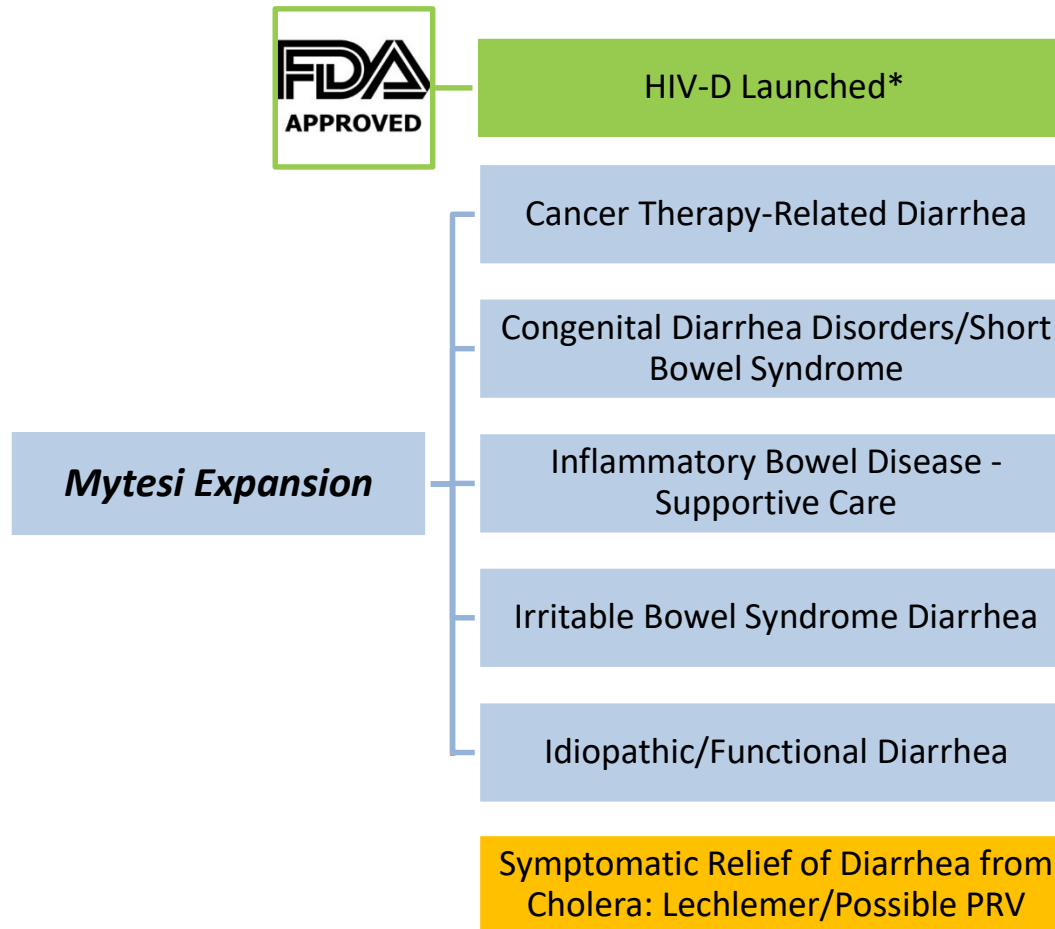 FDA
APPROVED
HIV-D Launched*
Cancer Therapy-Related Diarrhea
Congenital Diarrhea Disorders/Short
Bowel Syndrome
Mytesi Expansion
Inflammatory Bowel Disease -
Supportive Care
Irritable Bowel Syndrome Diarrhea
Idiopathic/Functional Diarrhea
Symptomatic Relief of Diarrhea from
Cholera: Lechlemer/Possible PRV